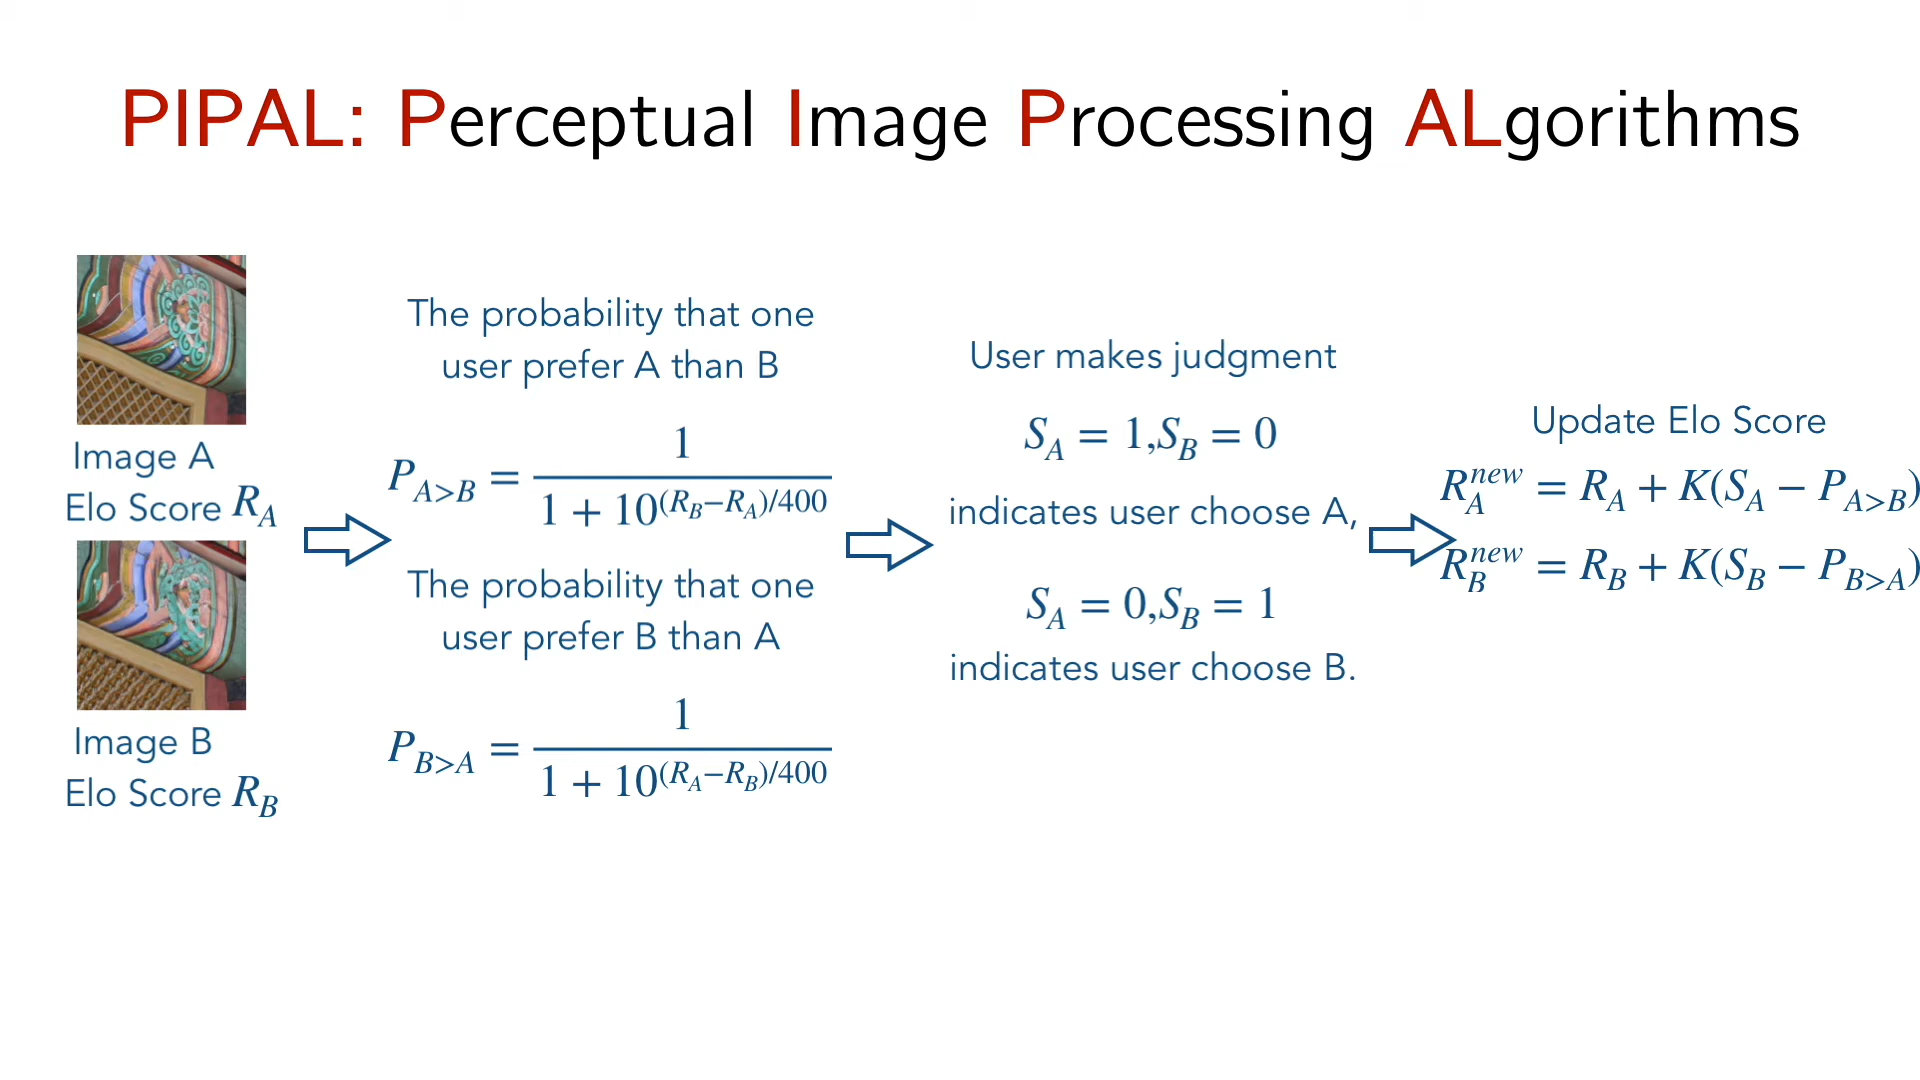 PIPAL: Perceptual Image Processing ALgorithms
Image A
Elo Score R_A
Image B
Elo Score R_B
The probability that one
user prefer A than B
P_{A>B} = \frac{1}{1 + 10^{(R_B−R_A)/400}}
The probability that one
user prefer B than A
P_{B>A} = \frac{1}{1 + 10^{(R_A−R_B)/400}}
User makes judgment
S_A = 1,S_B = 0
indicates user choose A,
S_A = 0,S_B = 1
indicates user choose B.
Update Elo Score
R_A^{new} = R_A + K(S_A − P_{A>B})
R_B^{new} = R_B + K(S_B − P_{B>A})